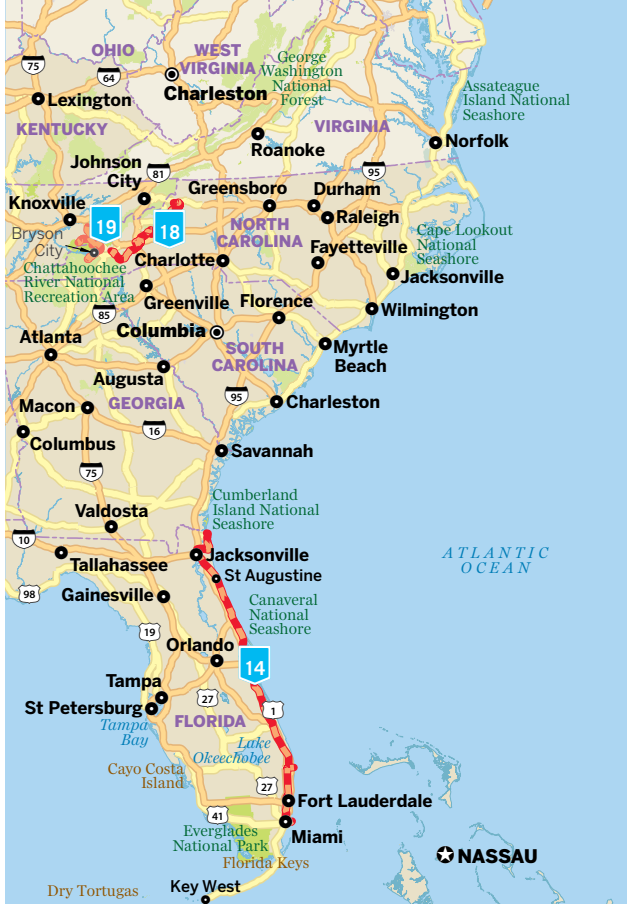 OHIO
WEST
VIRGINIA
George
Washington
National
Forest
75
64
Charleston
Lexington
Assateague
Island National
Seashore
KENTUCKY
VIRGINIA
Roanoke
Norfolk
Johnson
City
81
95
Greensboro
Durham
Knoxville
Raleigh
19
18
NORTH
CAROLINA
Cape Lookout
National
Seashore
Bryson
City
Charlotte
Fayetteville
Chattahoochee
River National
Recreation Area
Jacksonville
Greenville
Florence
Wilmington
85
Columbia
Atlanta
SOUTH
CAROLINA
Myrtle
Beach
Augusta
95
Charleston
Macon
GEORGIA
16
Columbus
Savannah
75
Cumberland
Island National
Seashore
Valdosta
10
Jacksonville
ATLANTIC
OCEAN
Tallahassee
St Augustine
98
Gainesville
Canaveral
National
Seashore
19
Orlando
14
Tampa
27
1
St Petersburg
FLORIDA
Tampa
Bay
Lake
Okeechobee
Cayo Costa
Island
27
Fort Lauderdale
41
Miami
Everglades
National Park
NASSAU
Florida Keys
Dry Tortugas
Key West